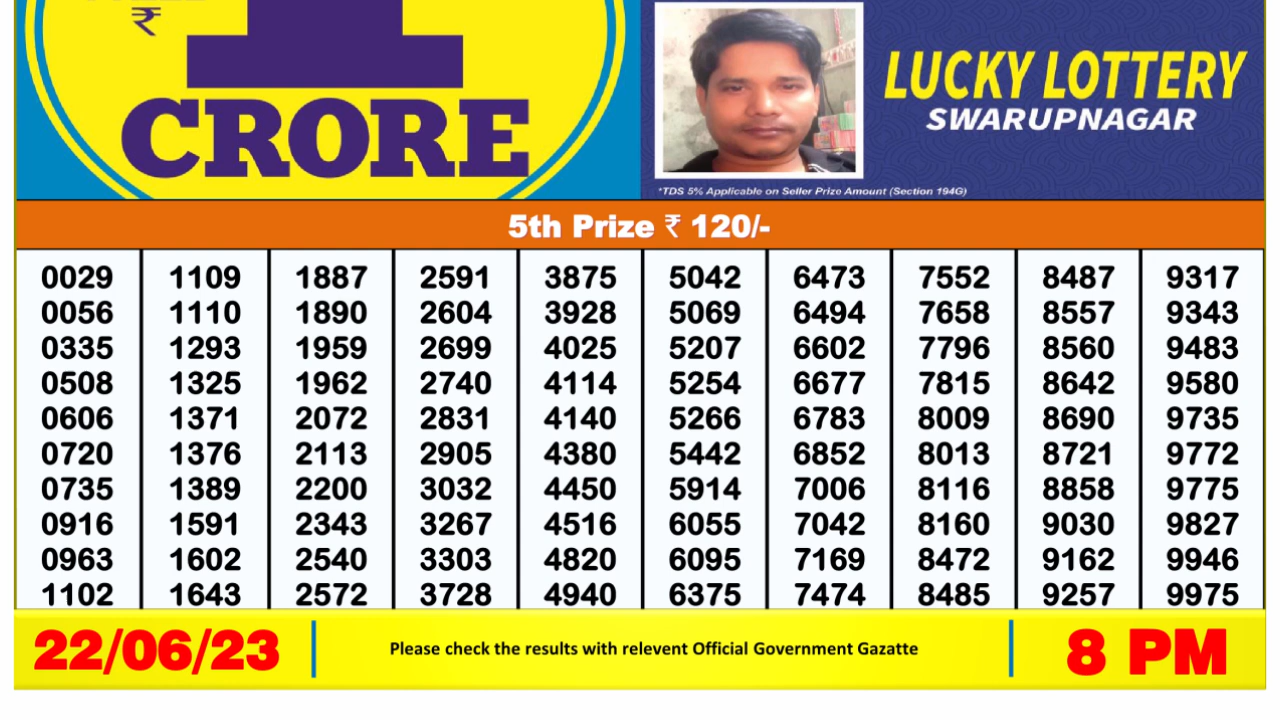 ₹
1
CRORE
LUCKY LOTTERY
SWARUPNAGAR
*TDS 5% Applicable on Seller Prize Amount (Section 194G)
5th Prize ₹ 120/-
0029 1109 1887 2591 3875 5042 6473 7552 8487 9317
0056 1110 1890 2604 3928 5069 6494 7658 8557 9343
0335 1293 1959 2699 4025 5207 6602 7796 8560 9483
0508 1325 1962 2740 4114 5254 6677 7815 8642 9580
0606 1371 2072 2831 4140 5266 6783 8009 8690 9735
0720 1376 2113 2905 4380 5442 6852 8013 8721 9772
0735 1389 2200 3032 4450 5914 7006 8116 8858 9775
0916 1591 2343 3267 4516 6055 7042 8160 9030 9827
0963 1602 2540 3303 4820 6095 7169 8472 9162 9946
1102 1643 2572 3728 4940 6375 7474 8485 9257 9975
22/06/23
Please check the results with relevent Official Government Gazatte
8 PM